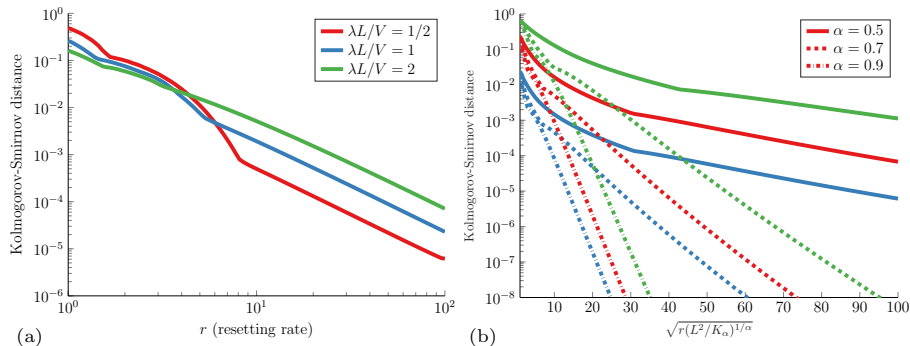 Kolmogorov-Smirnov distance
10^0
10^-1
10^-2
10^-3
10^-4
10^-5
10^-6
10^0
10^1
10^2
r (resetting rate)
λL/V = 1/2
λL/V = 1
λL/V = 2
(a)
Kolmogorov-Smirnov distance
10^0
10^-1
10^-2
10^-3
10^-4
10^-5
10^-6
10^-7
10^-8
10
20
30
40
50
60
70
80
90
100
√r(L^2/K_α)^1/α
α = 0.5
α = 0.7
α = 0.9
(b)